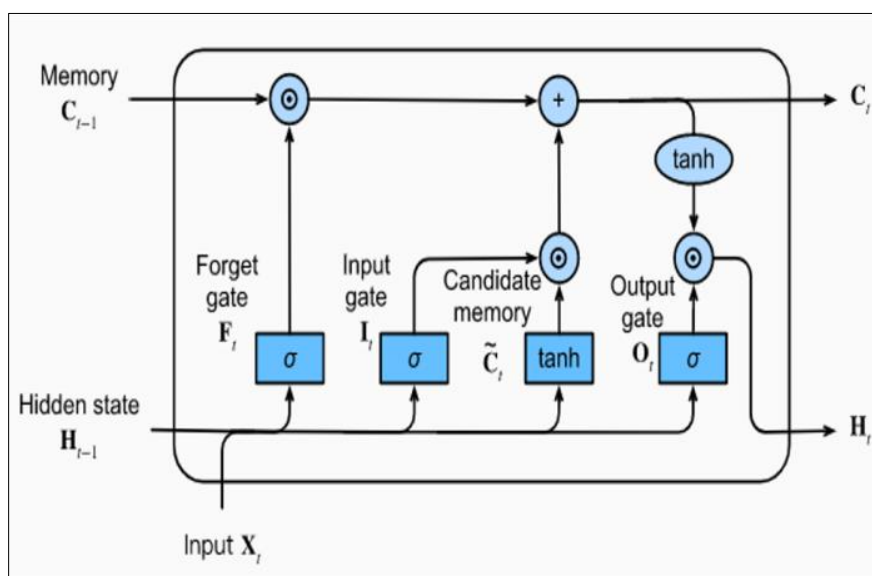 Memory
C_{t-1}
⊙
+
C_t
tanh
Forget
gate
F_t
Input
gate
I_t
⊙
Candidate
memory
C̃_t
⊙
Output
gate
O_t
σ
σ
tanh
σ
Hidden state
H_{t-1}
H_t
Input X_t